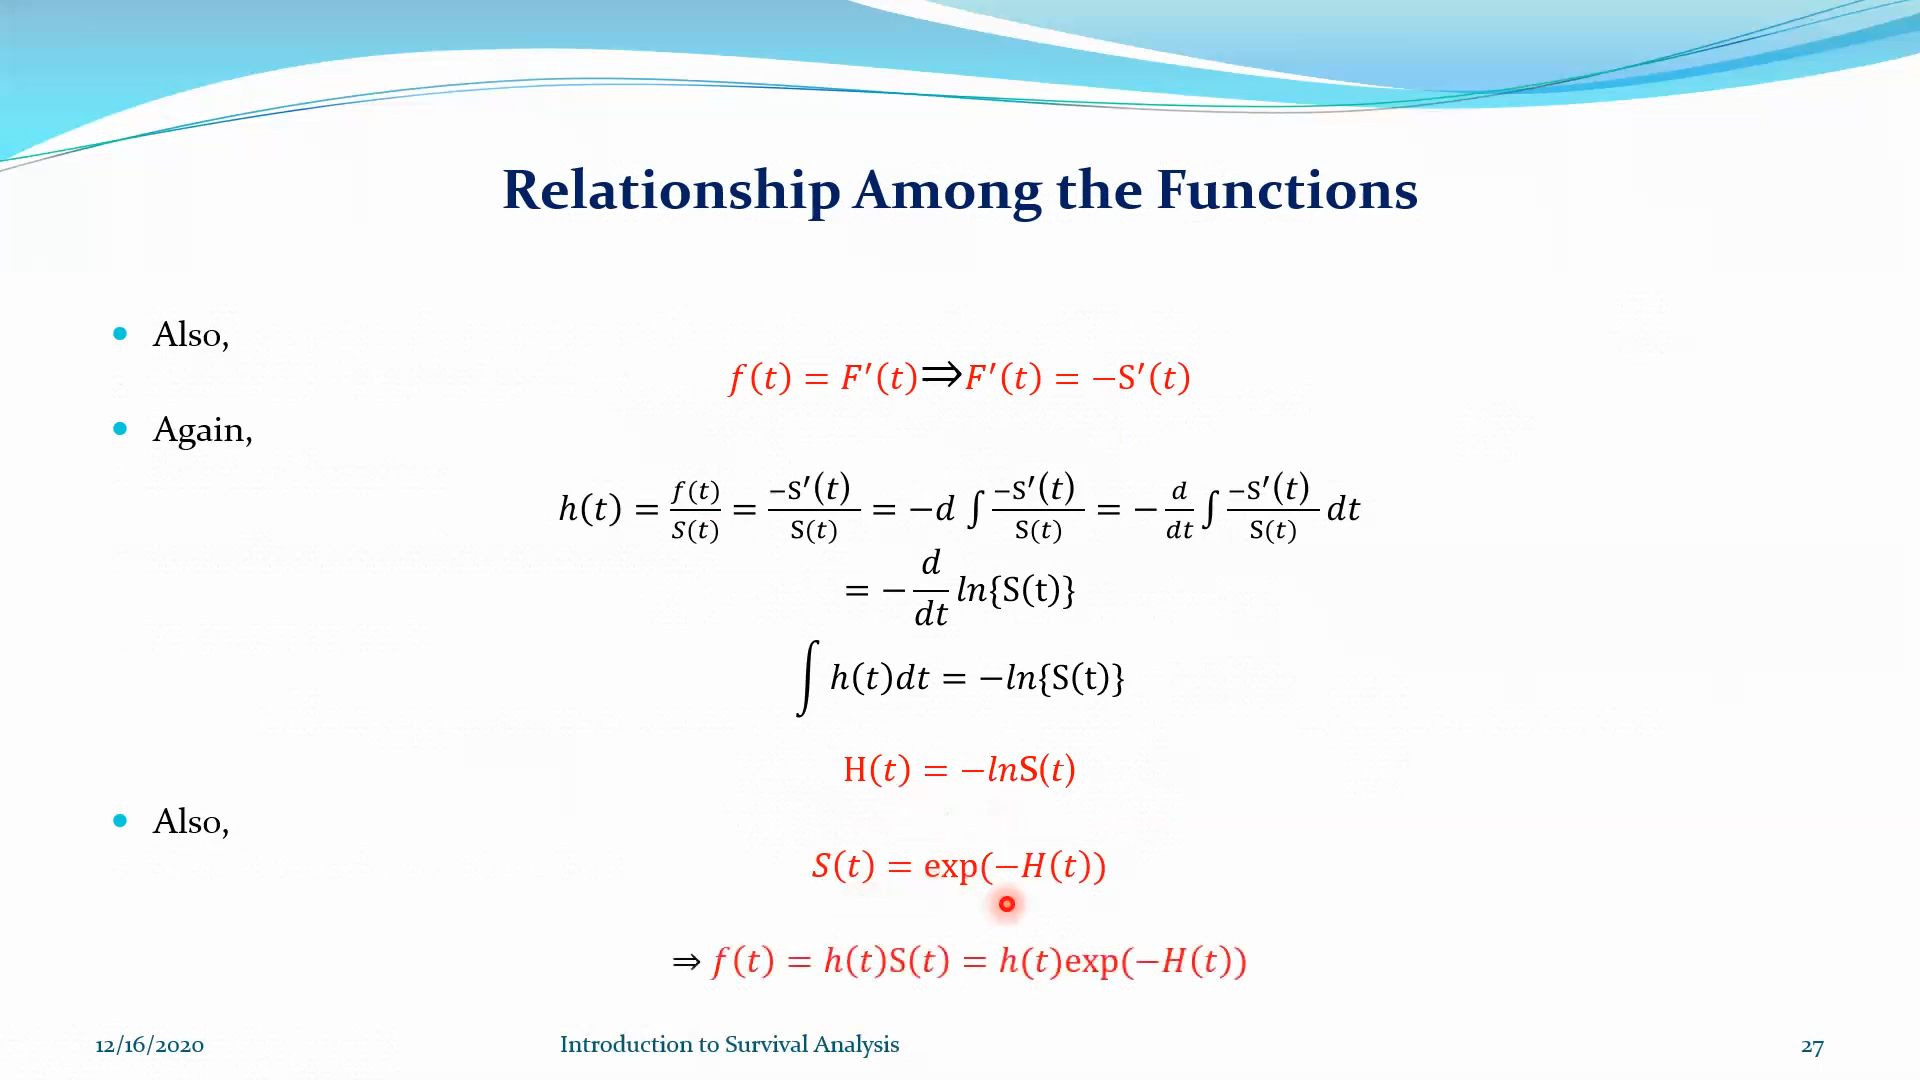 Relationship Among the Functions
• Also,
f(t) = F′(t)⇒F′(t) = −S′(t)
• Again,
h(t) = f(t)/S(t) = −S′(t)/S(t) = −d ∫ −S′(t)/S(t) = − d/dt ∫ −S′(t)/S(t) dt
= − d/dt ln{S(t)}
∫ h(t)dt = −ln{S(t)}
H(t) = −lnS(t)
• Also,
S(t) = exp(−H(t))
⇒ f(t) = h(t)S(t) = h(t)exp(−H(t))
12/16/2020 Introduction to Survival Analysis 27